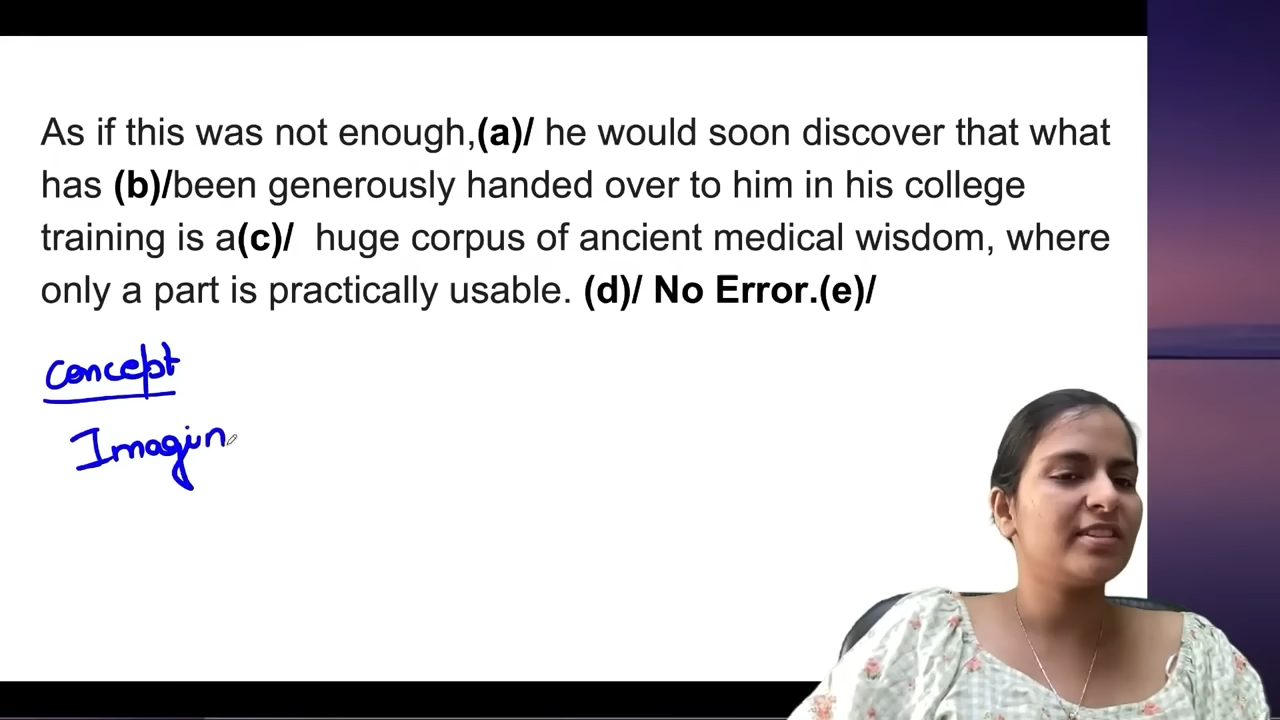 As if this was not enough,(a)/ he would soon discover that what
has (b)/been generously handed over to him in his college
training is a(c)/ huge corpus of ancient medical wisdom, where
only a part is practically usable. (d)/ No Error.(e)/
concept
Imagin